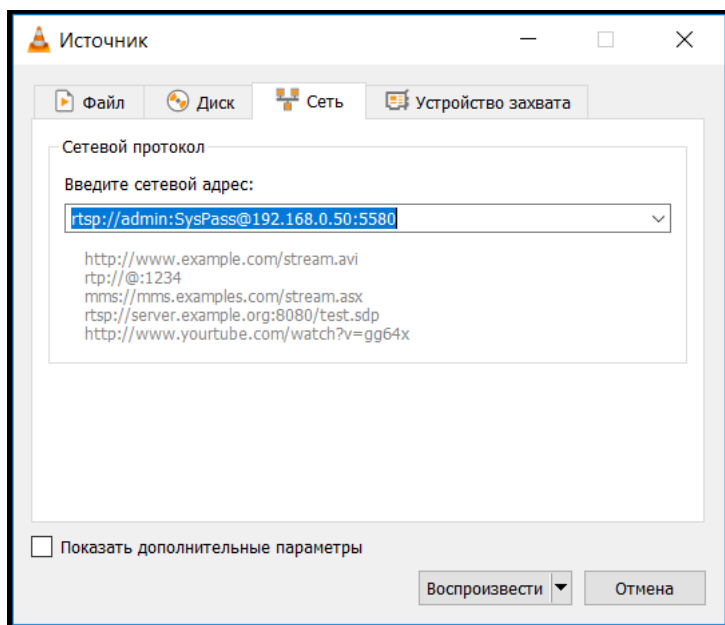 Источник
Файл Диск Сеть Устройство захвата
Сетевой протокол
Введите сетевой адрес:
rtsp://admin:SysPass@192.168.0.50:5580
http://www.example.com/stream.avi
rtp://@:1234
mms://mms.examples.com/stream.asx
rtsp://server.example.org:8080/test.sdp
http://www.yourtube.com/watch?v=gg64x
Показать дополнительные параметры
Воспроизвести Отмена